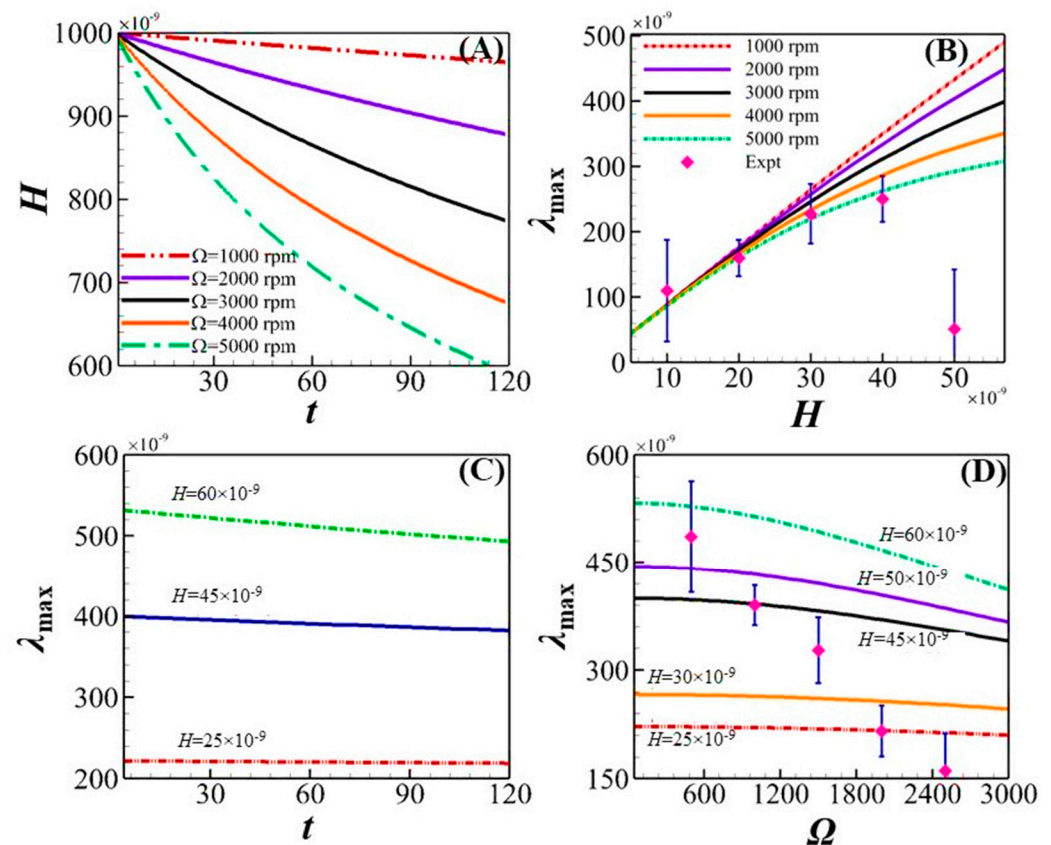 ×10⁻⁹
1000
900
800
700
600
H
(A)
Ω=1000 rpm
Ω=2000 rpm
Ω=3000 rpm
Ω=4000 rpm
Ω=5000 rpm
30 60 90 120
t
×10⁻⁹
500
400
300
200
100
0
λmax
(B)
1000 rpm
2000 rpm
3000 rpm
4000 rpm
5000 rpm
Expt
10 20 30 40 50
×10⁻⁹
H
×10⁻⁹
600
500
400
300
200
λmax
(C)
H=60×10⁻⁹
H=45×10⁻⁹
H=25×10⁻⁹
30 60 90 120
t
×10⁻⁹
600
450
300
150
λmax
(D)
H=60×10⁻⁹
H=50×10⁻⁹
H=45×10⁻⁹
H=30×10⁻⁹
H=25×10⁻⁹
600 1200 1800 2400 3000
Ω